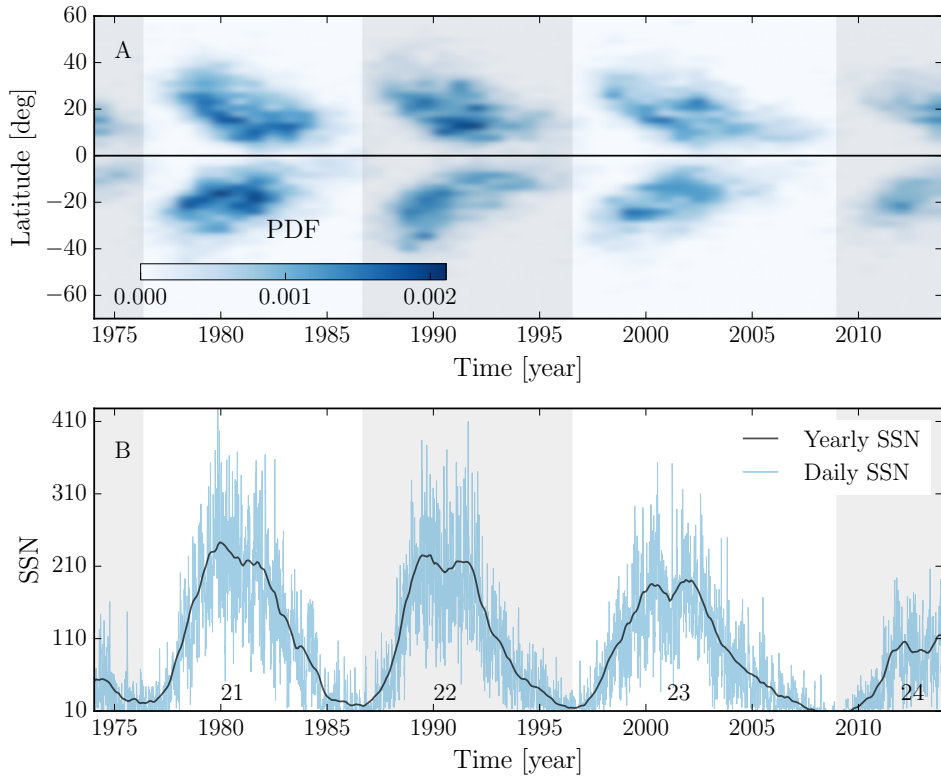 A
60
40
20
0
−20
−40
−60
Latitude [deg]
PDF
0.000 0.001 0.002
1975 1980 1985 1990 1995 2000 2005 2010
Time [year]
B
410
310
210
110
10
SSN
Yearly SSN
Daily SSN
21 22 23 24
1975 1980 1985 1990 1995 2000 2005 2010
Time [year]